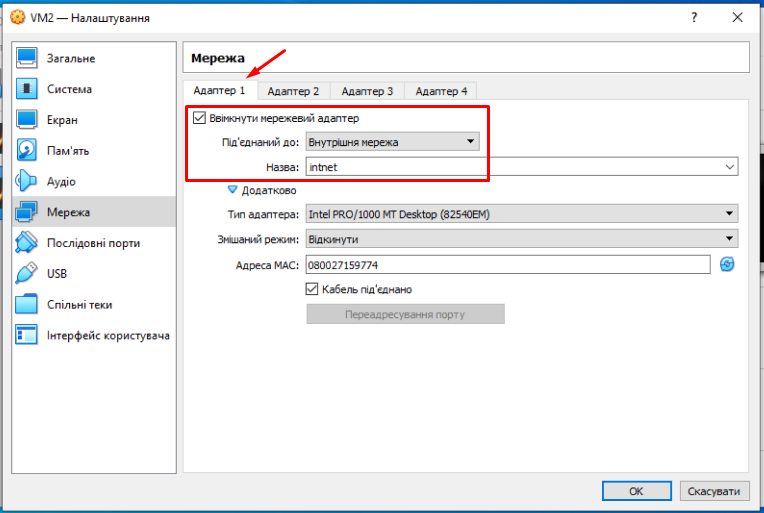 VM2 — Налаштування
?
Загальне
Система
Екран
Пам'ять
Аудіо
Мережа
Послідовні порти
USB
Спільні теки
Інтерфейс користувача
Мережа
Адаптер 1 Адаптер 2 Адаптер 3 Адаптер 4
Ввімкнути мережевий адаптер
Під'єднаний до: Внутрішня мережа
Назва: intnet
Додатково
Тип адаптера: Intel PRO/1000 MT Desktop (82540EM)
Змішаний режим: Відкинути
Адреса MAC: 080027159774
Кабель під'єднано
Переадресування порту
OK Скасувати